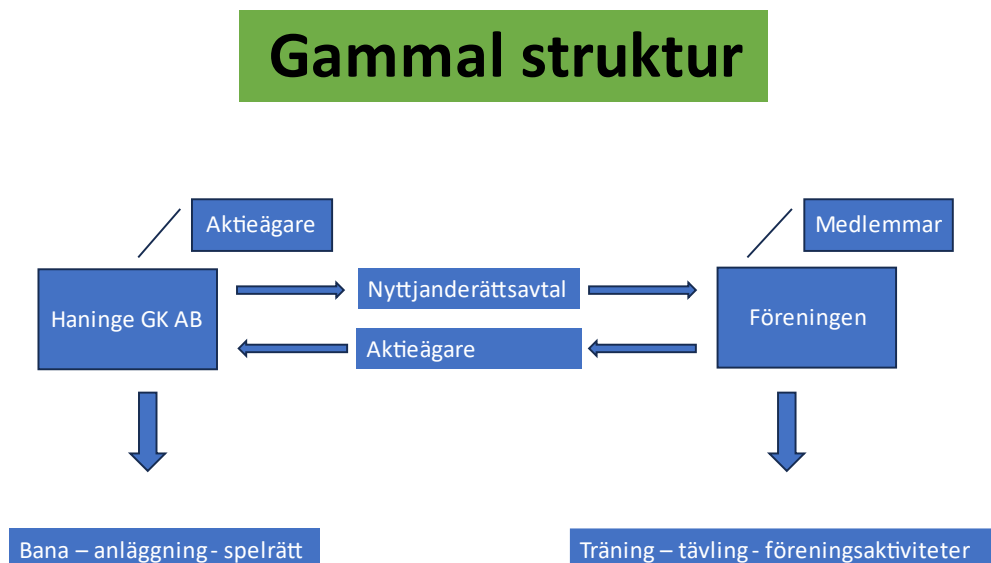 Gammal struktur
Aktieägare
Medlemmar
Haninge GK AB
Nyttjanderättsavtal
Föreningen
Aktieägare
Bana – anläggning - spelrätt
Träning – tävling - föreningsaktiviteter